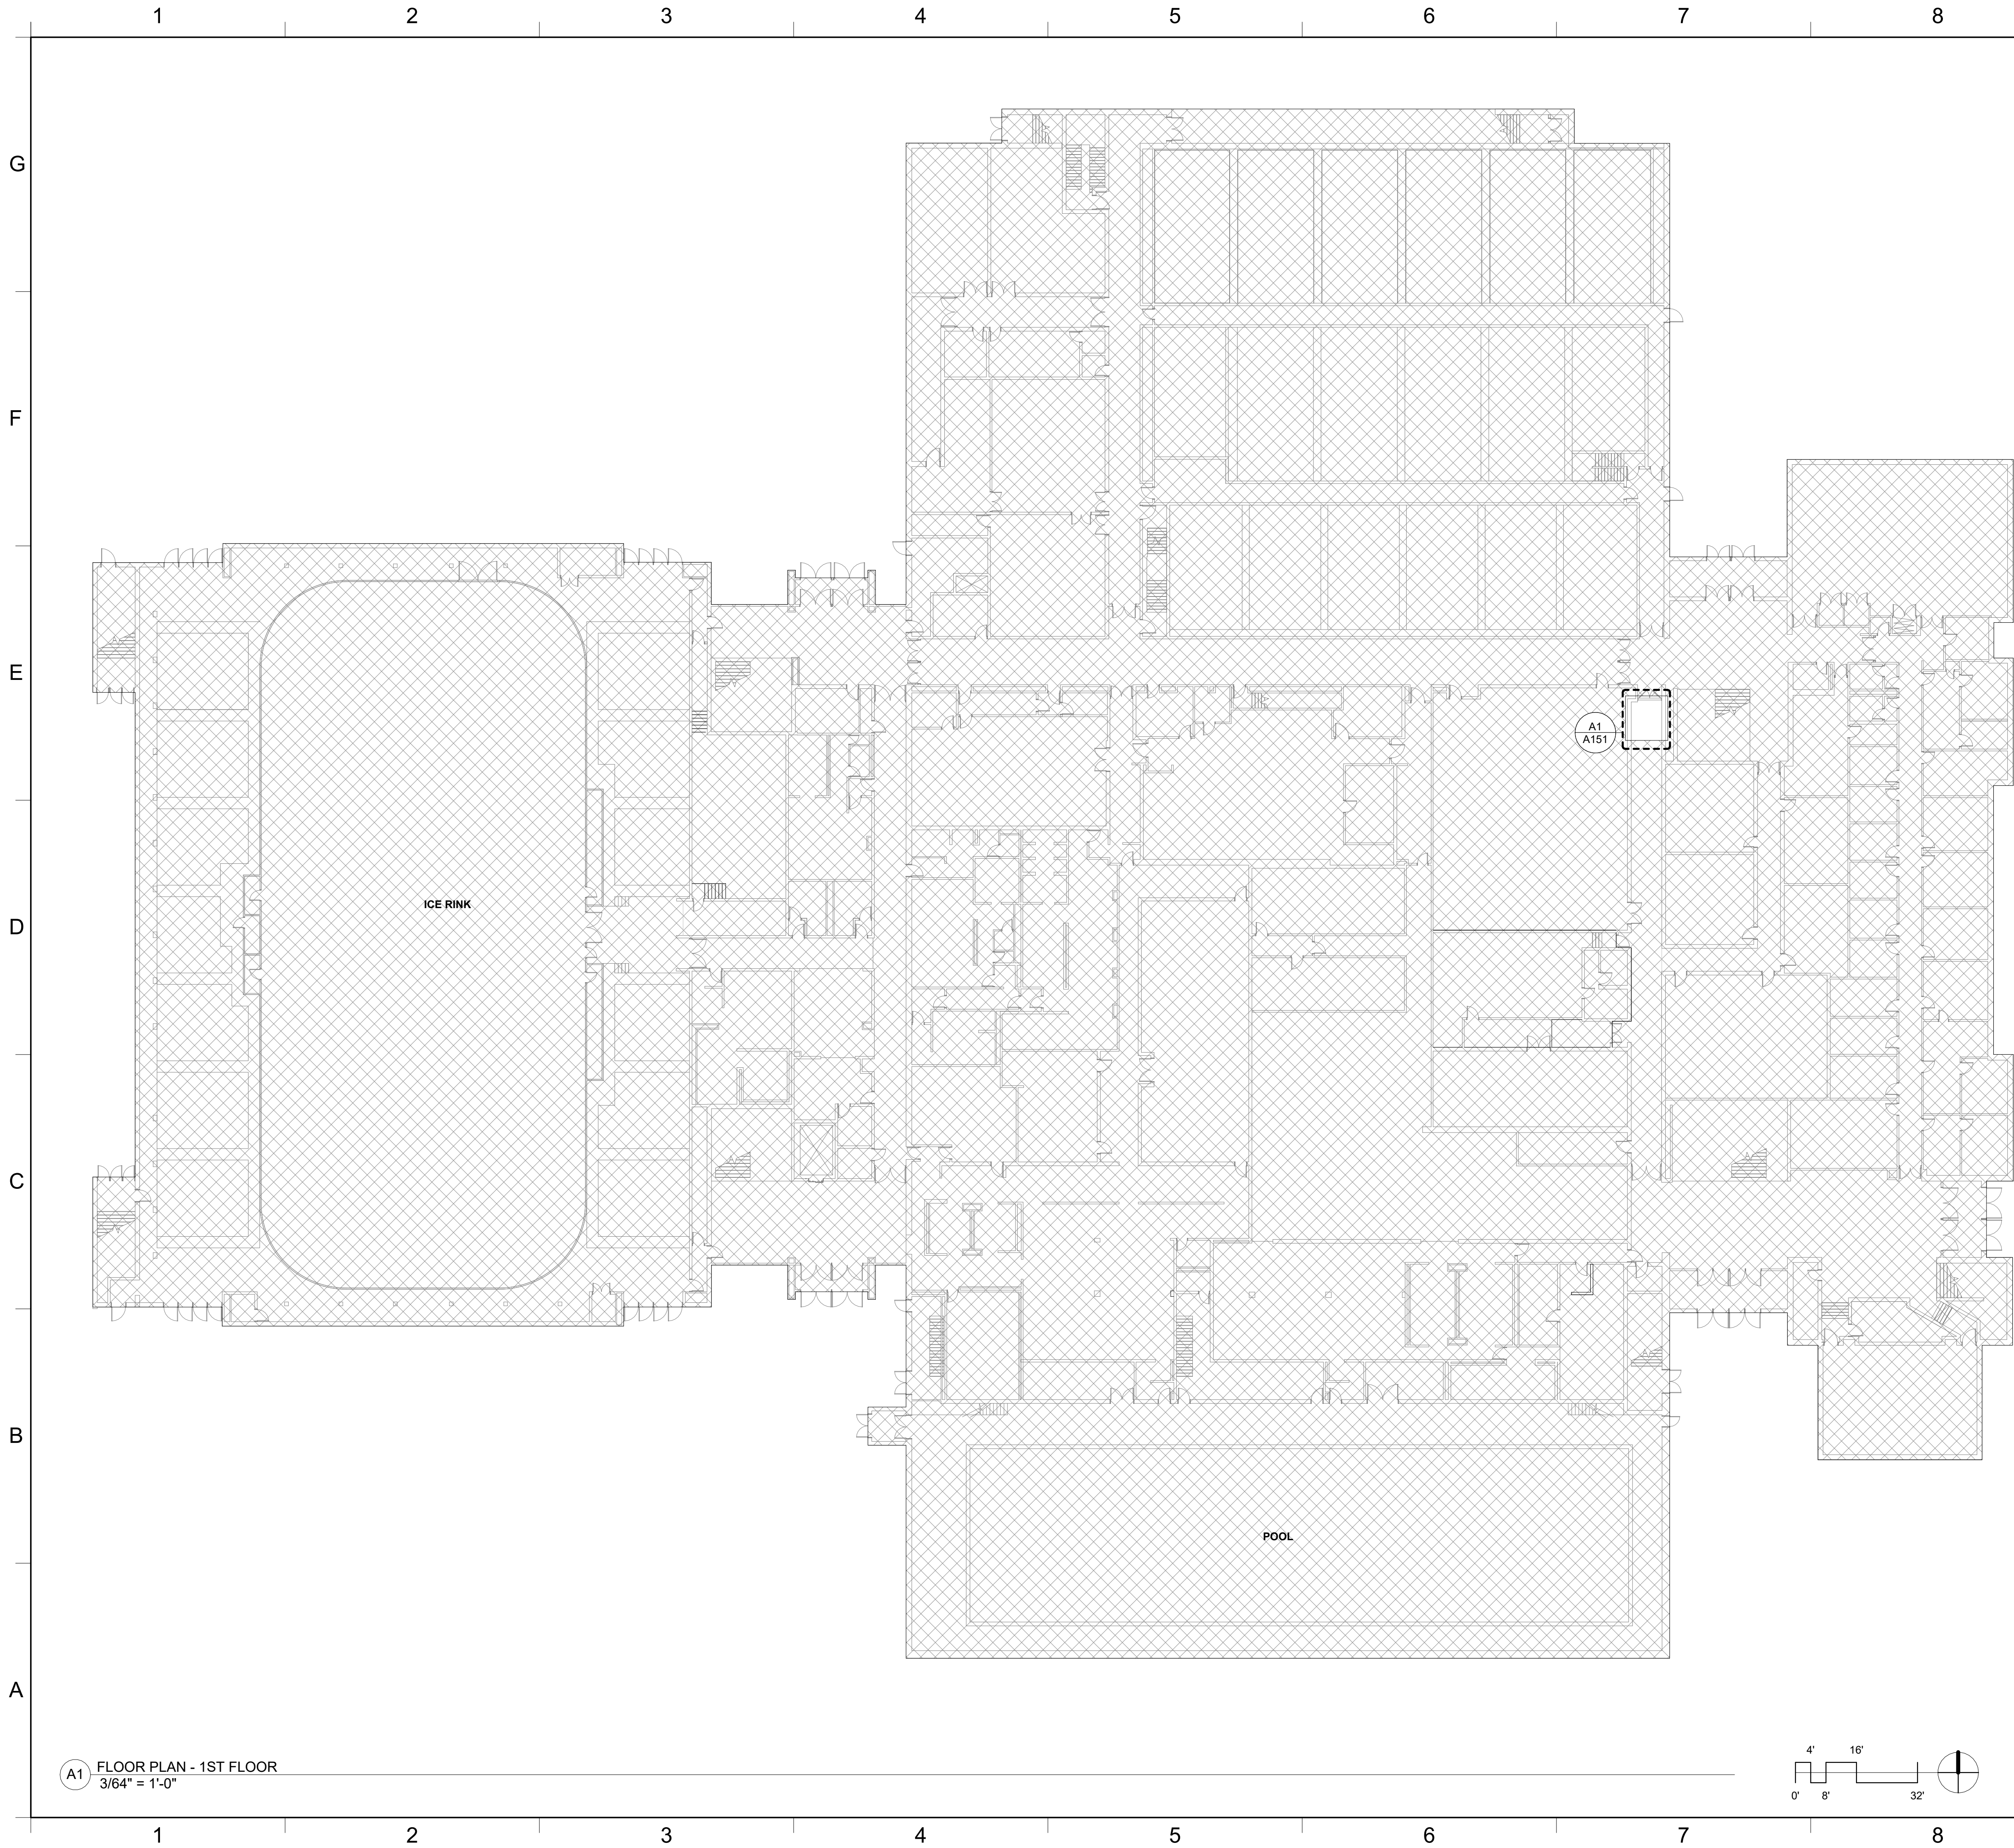 1 2 3 4 5 6 7 8
G
F
E
A1
A151
ICE RINK
D
C
B
POOL
A
A1 FLOOR PLAN - 1ST FLOOR
3/64" = 1'-0"
4' 16'
0' 8' 32'
1 2 3 4 5 6 7 8